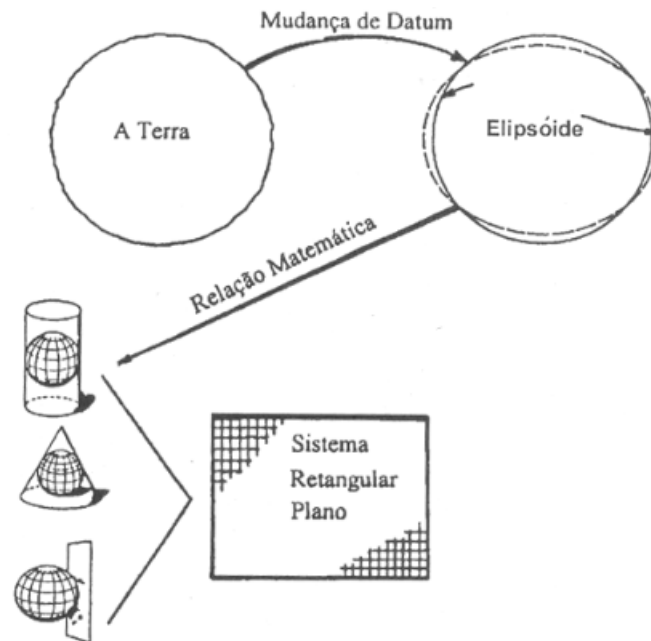 Mudança de Datum
A Terra
Elipsóide
Relação Matemática
Sistema
Retangular
Plano